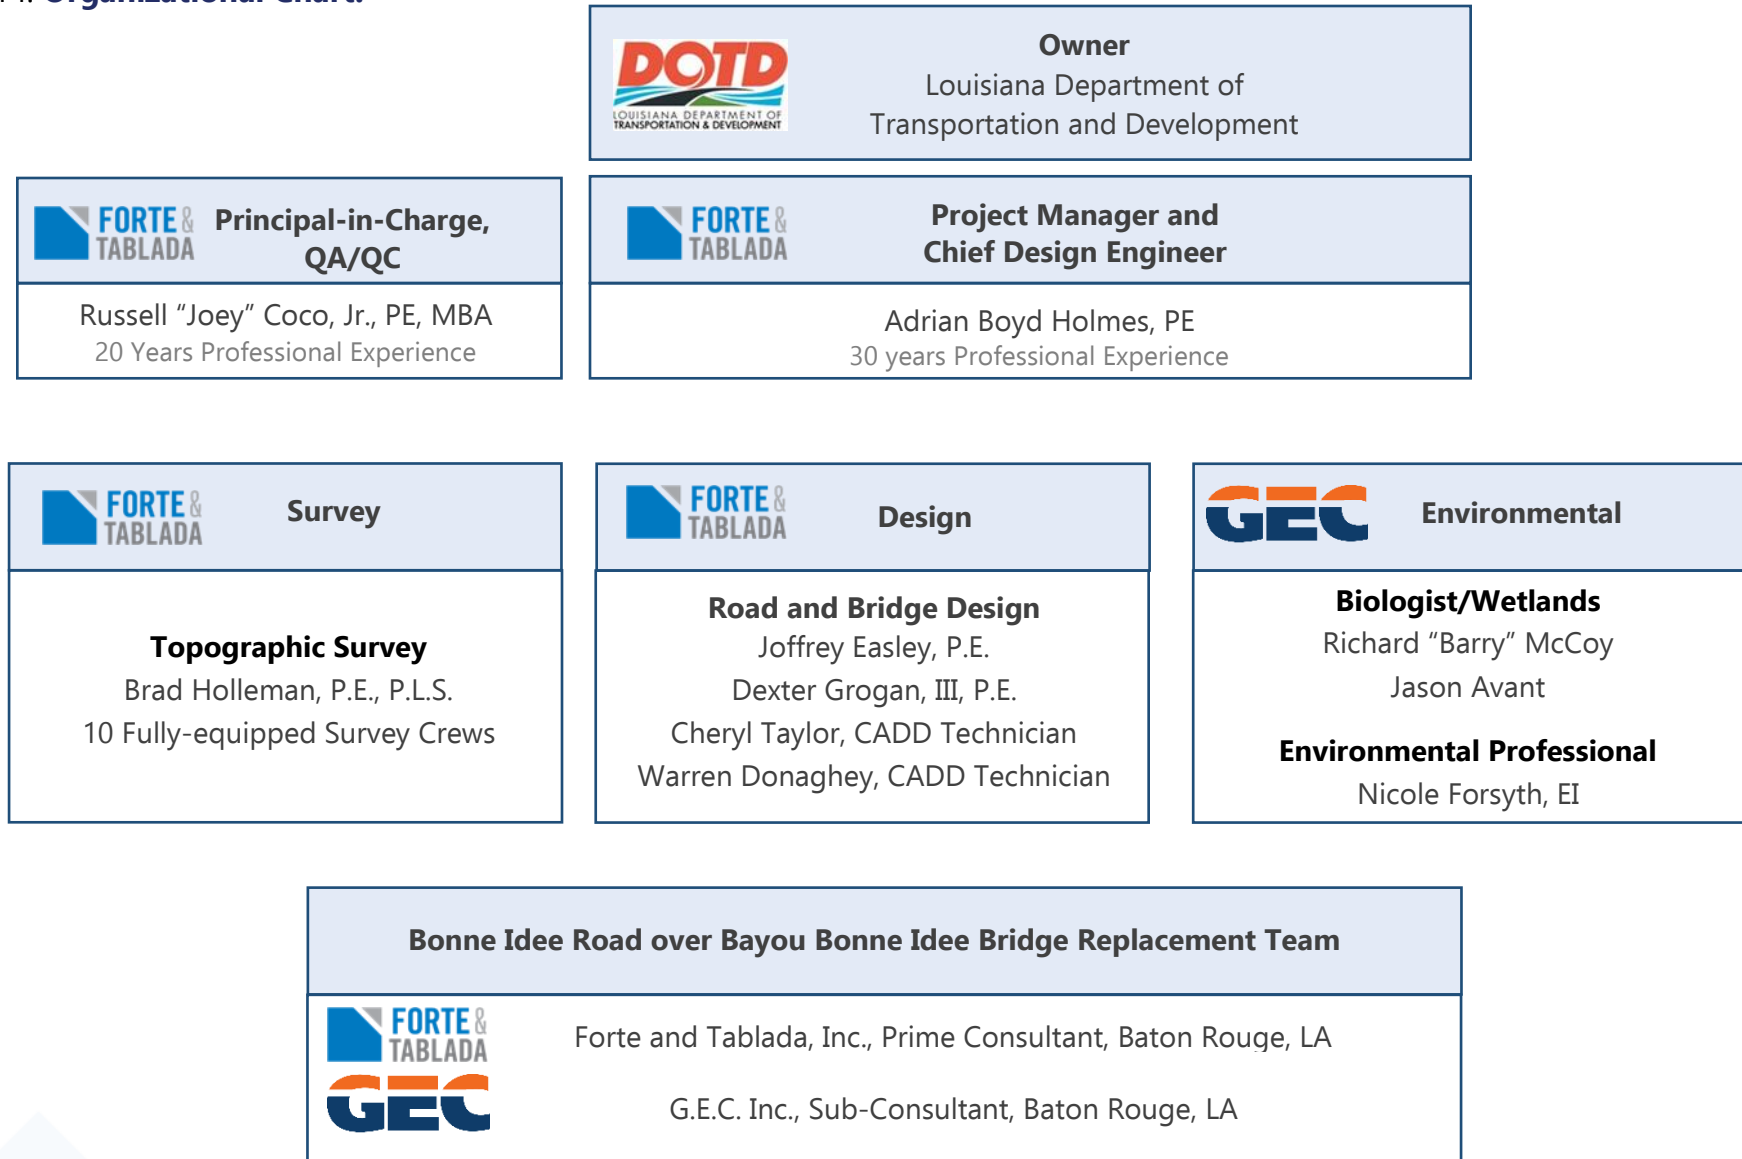 Organizational Chart:
DOTD
LOUISIANA DEPARTMENT OF
TRANSPORTATION & DEVELOPMENT
Owner
Louisiana Department of
Transportation and Development
FORTE &
TABLADA
Principal-in-Charge,
QA/QC
Russell “Joey” Coco, Jr., PE, MBA
20 Years Professional Experience
FORTE &
TABLADA
Project Manager and
Chief Design Engineer
Adrian Boyd Holmes, PE
30 years Professional Experience
FORTE &
TABLADA
Survey
Topographic Survey
Brad Holleman, P.E., P.L.S.
10 Fully-equipped Survey Crews
FORTE &
TABLADA
Design
Road and Bridge Design
Joffrey Easley, P.E.
Dexter Grogan, III, P.E.
Cheryl Taylor, CADD Technician
Warren Donaghey, CADD Technician
GEC
Environmental
Biologist/Wetlands
Richard “Barry” McCoy
Jason Avant
Environmental Professional
Nicole Forsyth, EI
Bonne Idee Road over Bayou Bonne Idee Bridge Replacement Team
FORTE &
TABLADA
Forte and Tablada, Inc., Prime Consultant, Baton Rouge, LA
GEC
G.E.C. Inc., Sub-Consultant, Baton Rouge, LA